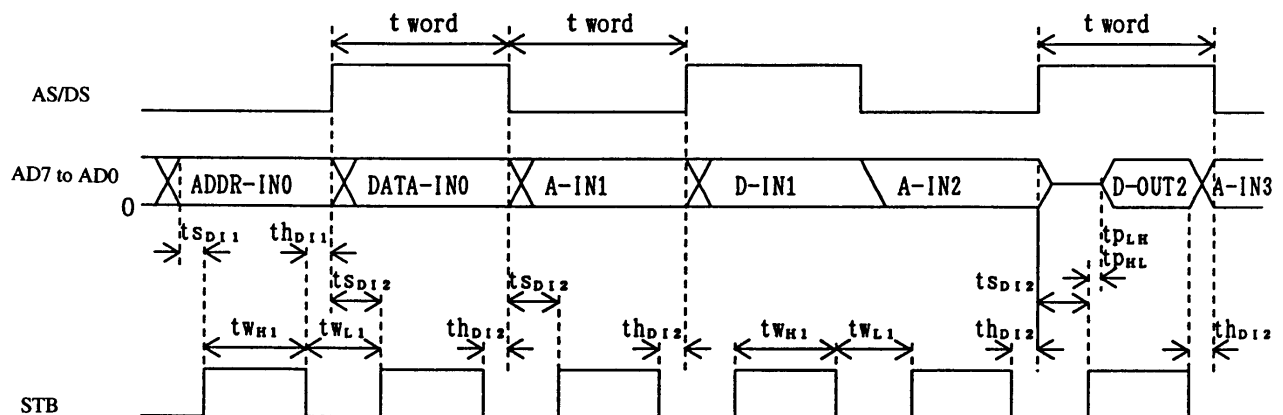 t word t word t word
AS/DS
AD7 to AD0 ADDR-IN0 DATA-IN0 A-IN1 D-IN1 A-IN2 D-OUT2 A-IN3
0
tsDI1 thDI1 tpLH
tpHL
tsDI2 tsDI2 tsDI2
twH1 twL1 thDI2 thDI2 twH1 twL1 thDI2 thDI2
STB